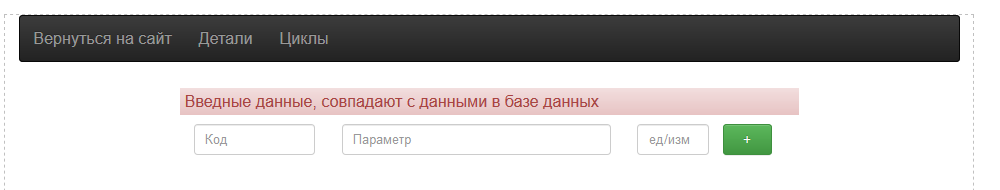 Вернуться на сайт Детали Циклы
Введные данные, совпадают с данными в базе данных
Код Параметр ед/изм +